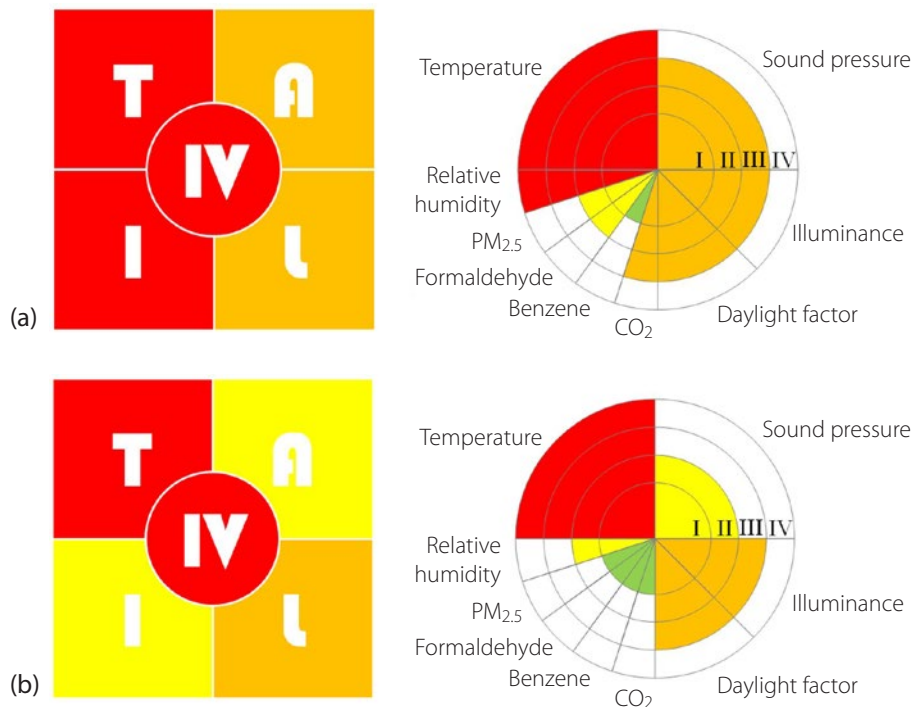 T A
IV
I L
(a)
Temperature
Sound pressure
I II III IV
Relative
humidity
PM2.5
Formaldehyde
Benzene
CO2
Daylight factor
Illuminance
T A
IV
I L
(b)
Temperature
Sound pressure
I II III IV
Relative
humidity
PM2.5
Formaldehyde
Benzene
CO2
Daylight factor
Illuminance